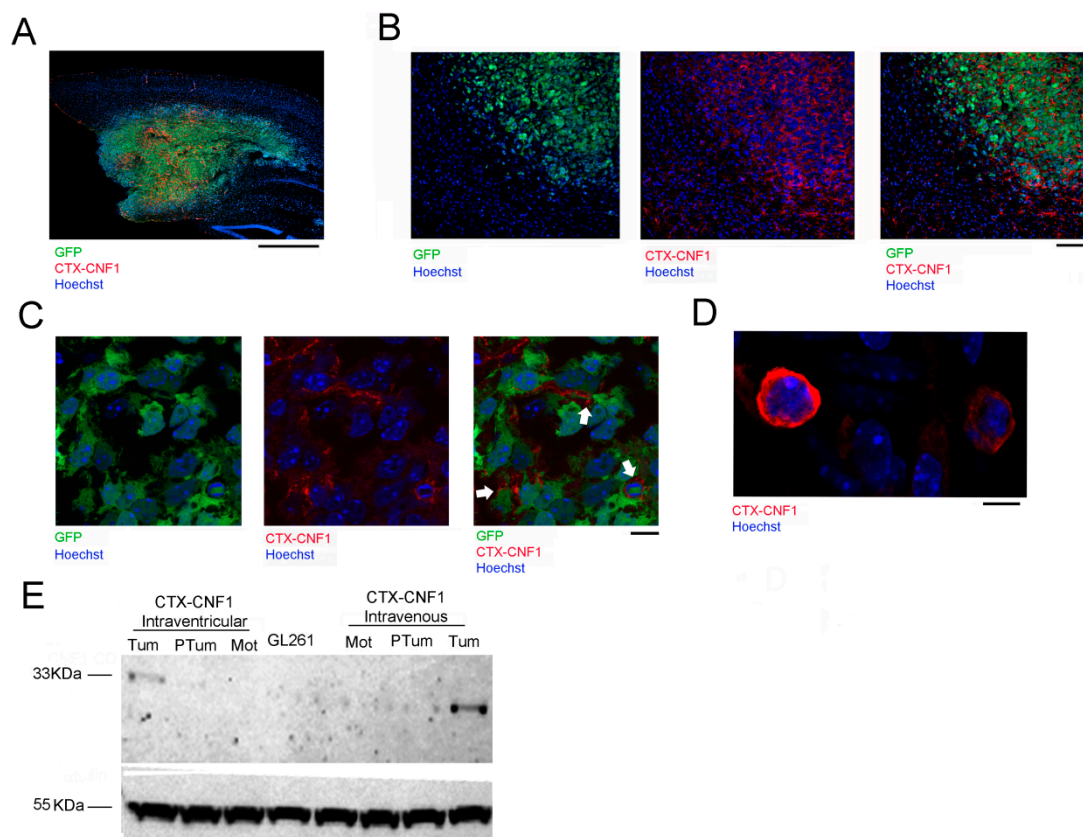 A
GFP
CTX-CNF1
Hoechst
B
GFP
Hoechst
CTX-CNF1
Hoechst
GFP
CTX-CNF1
Hoechst
C
GFP
Hoechst
CTX-CNF1
Hoechst
GFP
CTX-CNF1
Hoechst
D
CTX-CNF1
Hoechst
D
E
CTX-CNF1 CTX-CNF1
Intraventricular Intravenous
Tum PTum Mot GL261 Mot PTum Tum
33KDa
55 KDa